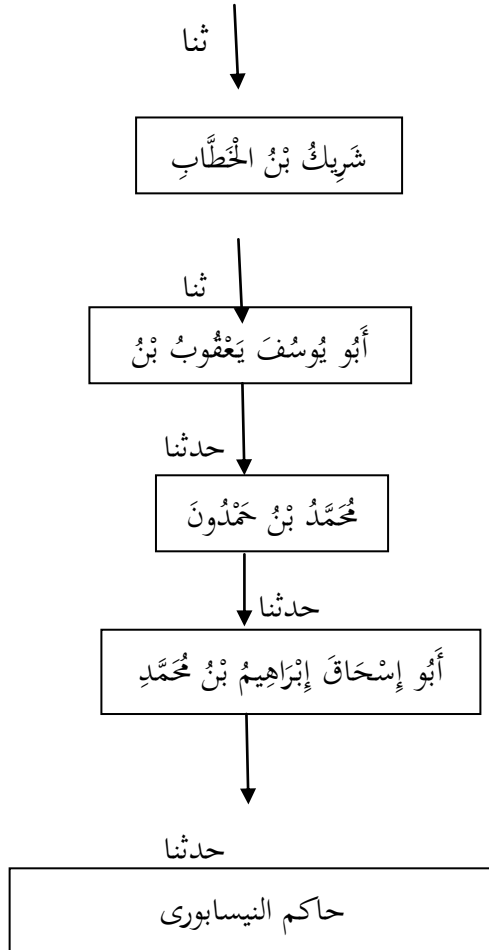 ثنا
شَرِيكُ بْنُ الْخَطَّابِ
ثنا
أَبُو يُوسُفَ يَعْقُوبُ بْنُ
حدثنا
مُحَمَّدُ بْنُ حَمْدُونَ
حدثنا
أَبُو إِسْحَاقَ إِبْرَاهِيمُ بْنُ مُحَمَّدِ
حدثنا
حاكم النيسابورى